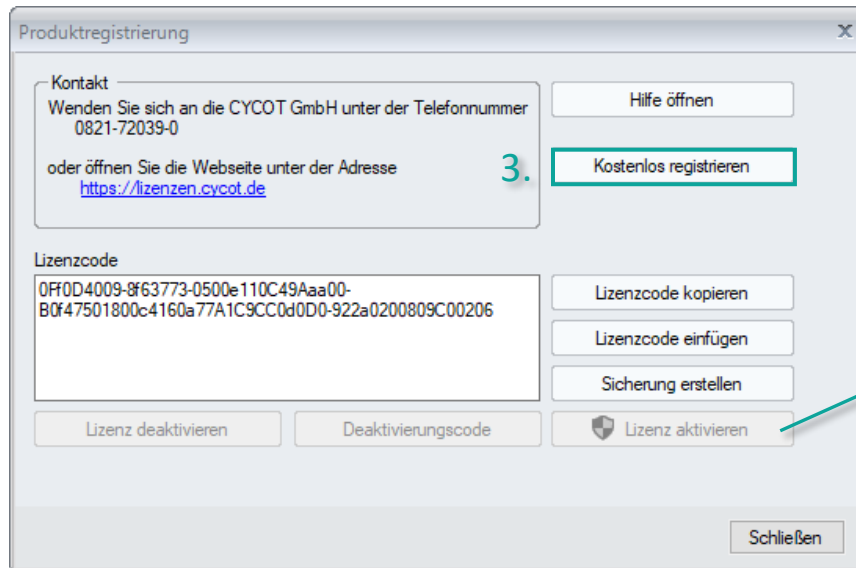 Produktregistrierung
Kontakt
Wenden Sie sich an die CYCOT GmbH unter der Telefonnummer
0821-72039-0
oder öffnen Sie die Webseite unter der Adresse
https://lizenzen.cycot.de
Hilfe öffnen
3.
Kostenlos registrieren
Lizenzcode
0Ff0D4009-8f63773-0500e110C49Aaa00-
B0f47501800c4160a77A1C9CC0d0D0-922a0200809C00206
Lizenzcode kopieren
Lizenzcode einfügen
Sicherung erstellen
Lizenz deaktivieren
Deaktivierungscode
Lizenz aktivieren
Schließen